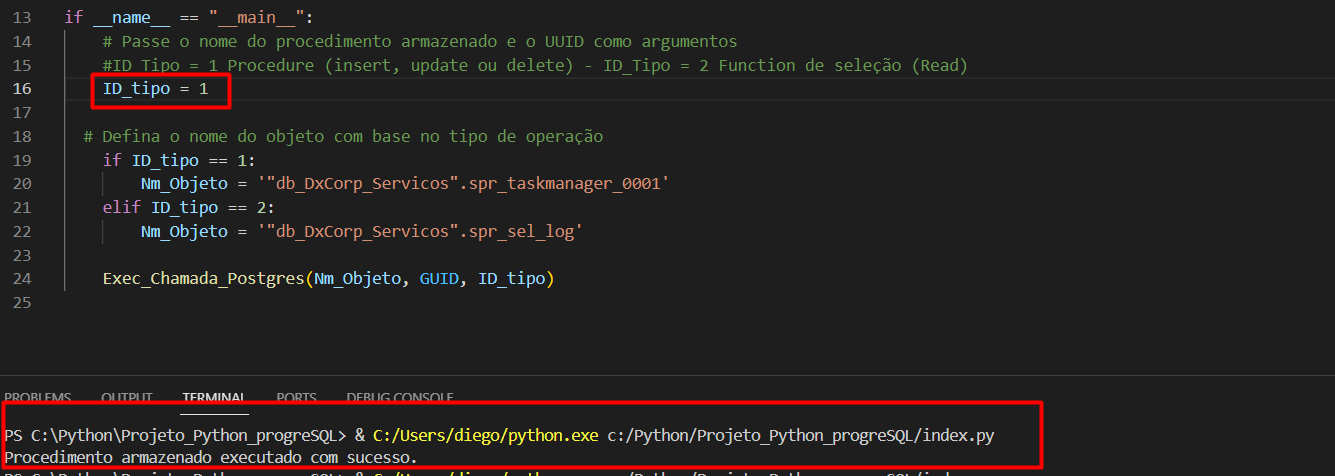 13 if __name__ == "__main__":
14 # Passe o nome do procedimento armazenado e o UUID como argumentos
15 #ID Tipo = 1 Procedure (insert, update ou delete) - ID_Tipo = 2 Function de seleção (Read)
16 ID_tipo = 1
17
18 # Defina o nome do objeto com base no tipo de operação
19 if ID_tipo == 1:
20 Nm_Objeto = '"db_DxCorp_Servicos".spr_taskmanager_0001'
21 elif ID_tipo == 2:
22 Nm_Objeto = '"db_DxCorp_Servicos".spr_sel_log'
23
24 Exec_Chamada_Postgres(Nm_Objeto, GUID, ID_tipo)
25
PROBLEMS OUTPUT TERMINAL PORTS DEBUG CONSOLE
PS C:\Python\Projeto_Python_progreSQL> & C:/Users/diego/python.exe c:/Python/Projeto_Python_progreSQL/index.py
Procedimento armazenado executado com sucesso.